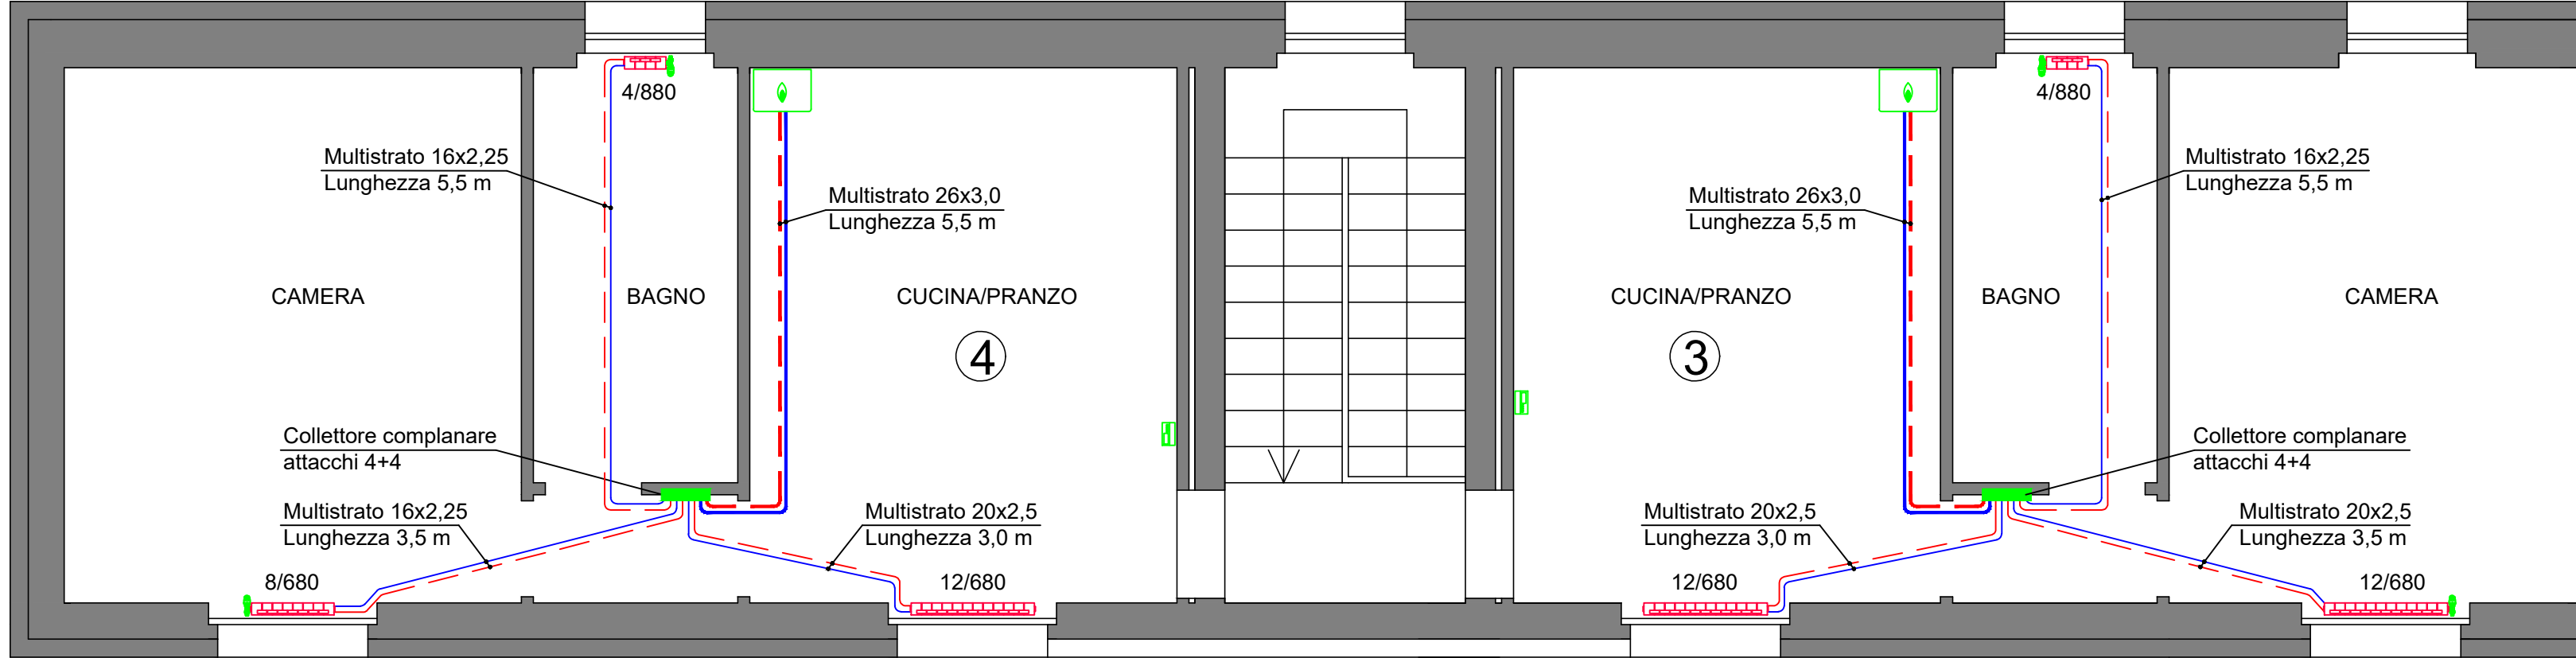 4/880
4/880
Multistrato 16x2,25
Lunghezza 5,5 m
Multistrato 26x3,0
Lunghezza 5,5 m
Multistrato 26x3,0
Lunghezza 5,5 m
Multistrato 16x2,25
Lunghezza 5,5 m
CAMERA
BAGNO
CUCINA/PRANZO
4
CUCINA/PRANZO
3
BAGNO
CAMERA
Collettore complanare
attacchi 4+4
Collettore complanare
attacchi 4+4
Multistrato 16x2,25
Lunghezza 3,5 m
Multistrato 20x2,5
Lunghezza 3,0 m
Multistrato 20x2,5
Lunghezza 3,0 m
Multistrato 20x2,5
Lunghezza 3,5 m
8/680
12/680
12/680
12/680